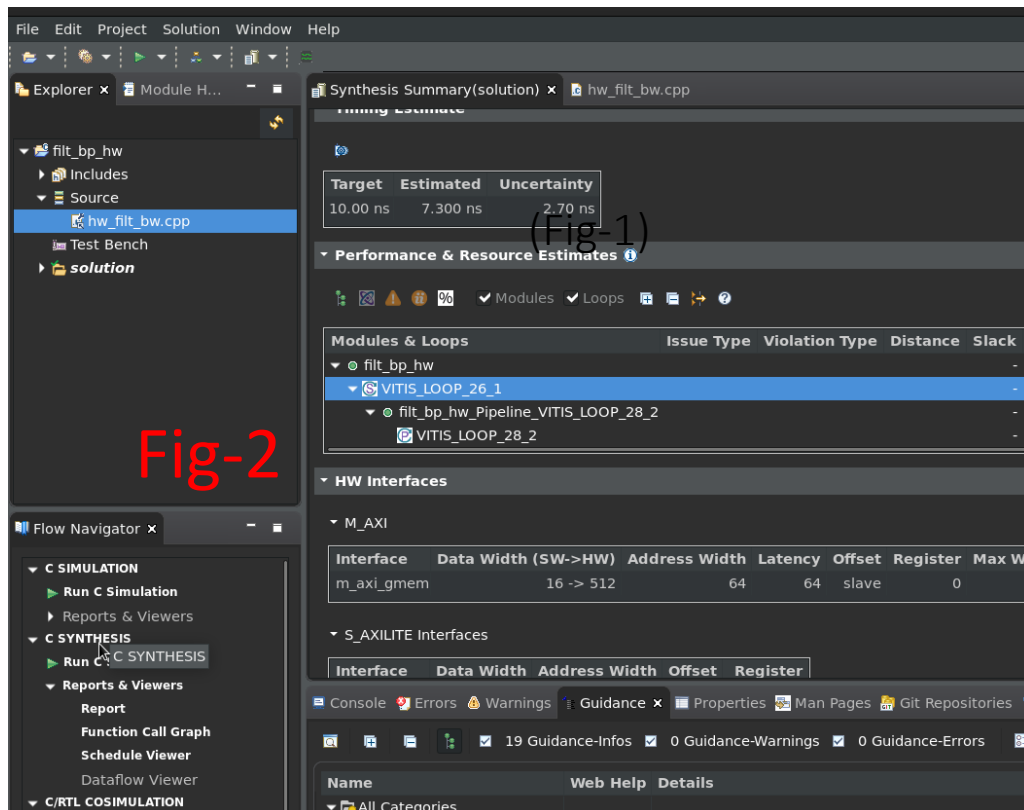 File Edit Project Solution Window Help
Explorer × Module H...
filt_bp_hw
Includes
Source
hw_filt_bw.cpp
Test Bench
solution
Fig-2
Flow Navigator ×
C SIMULATION
Run C Simulation
Reports & Viewers
C SYNTHESIS
C SYNTHESIS
Run C
Reports & Viewers
Report
Function Call Graph
Schedule Viewer
Dataflow Viewer
C/RTL COSIMULATION
Synthesis Summary(solution) × hw_filt_bw.cpp
Timing Estimate
Target Estimated Uncertainty
10.00 ns 7.300 ns 2.70 ns
(Fig-1)
Performance & Resource Estimates
% Modules Loops
Modules & Loops Issue Type Violation Type Distance Slack
filt_bp_hw -
VITIS_LOOP_26_1 -
filt_bp_hw_Pipeline_VITIS_LOOP_28_2 -
VITIS_LOOP_28_2 -
HW Interfaces
M_AXI
Interface Data Width (SW->HW) Address Width Latency Offset Register Max W
m_axi_gmem 16 -> 512 64 64 slave 0
S_AXILITE Interfaces
Interface Data Width Address Width Offset Register
Console Errors Warnings Guidance × Properties Man Pages Git Repositories
19 Guidance-Infos 0 Guidance-Warnings 0 Guidance-Errors
Name Web Help Details
All Categories